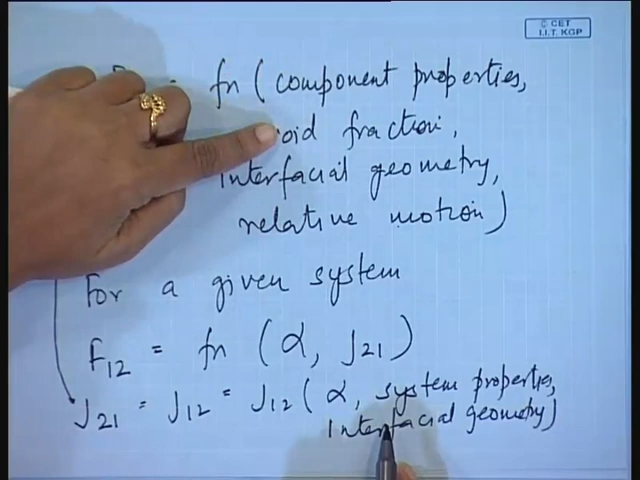 © CET
I.I.T. KGP
fn ( component properties,
void fraction,
interfacial geometry,
relative motion )
For a given system
F12 = fn ( α, J21 )
J21 = J12 = J12 ( α, system properties,
interfacial geometry )